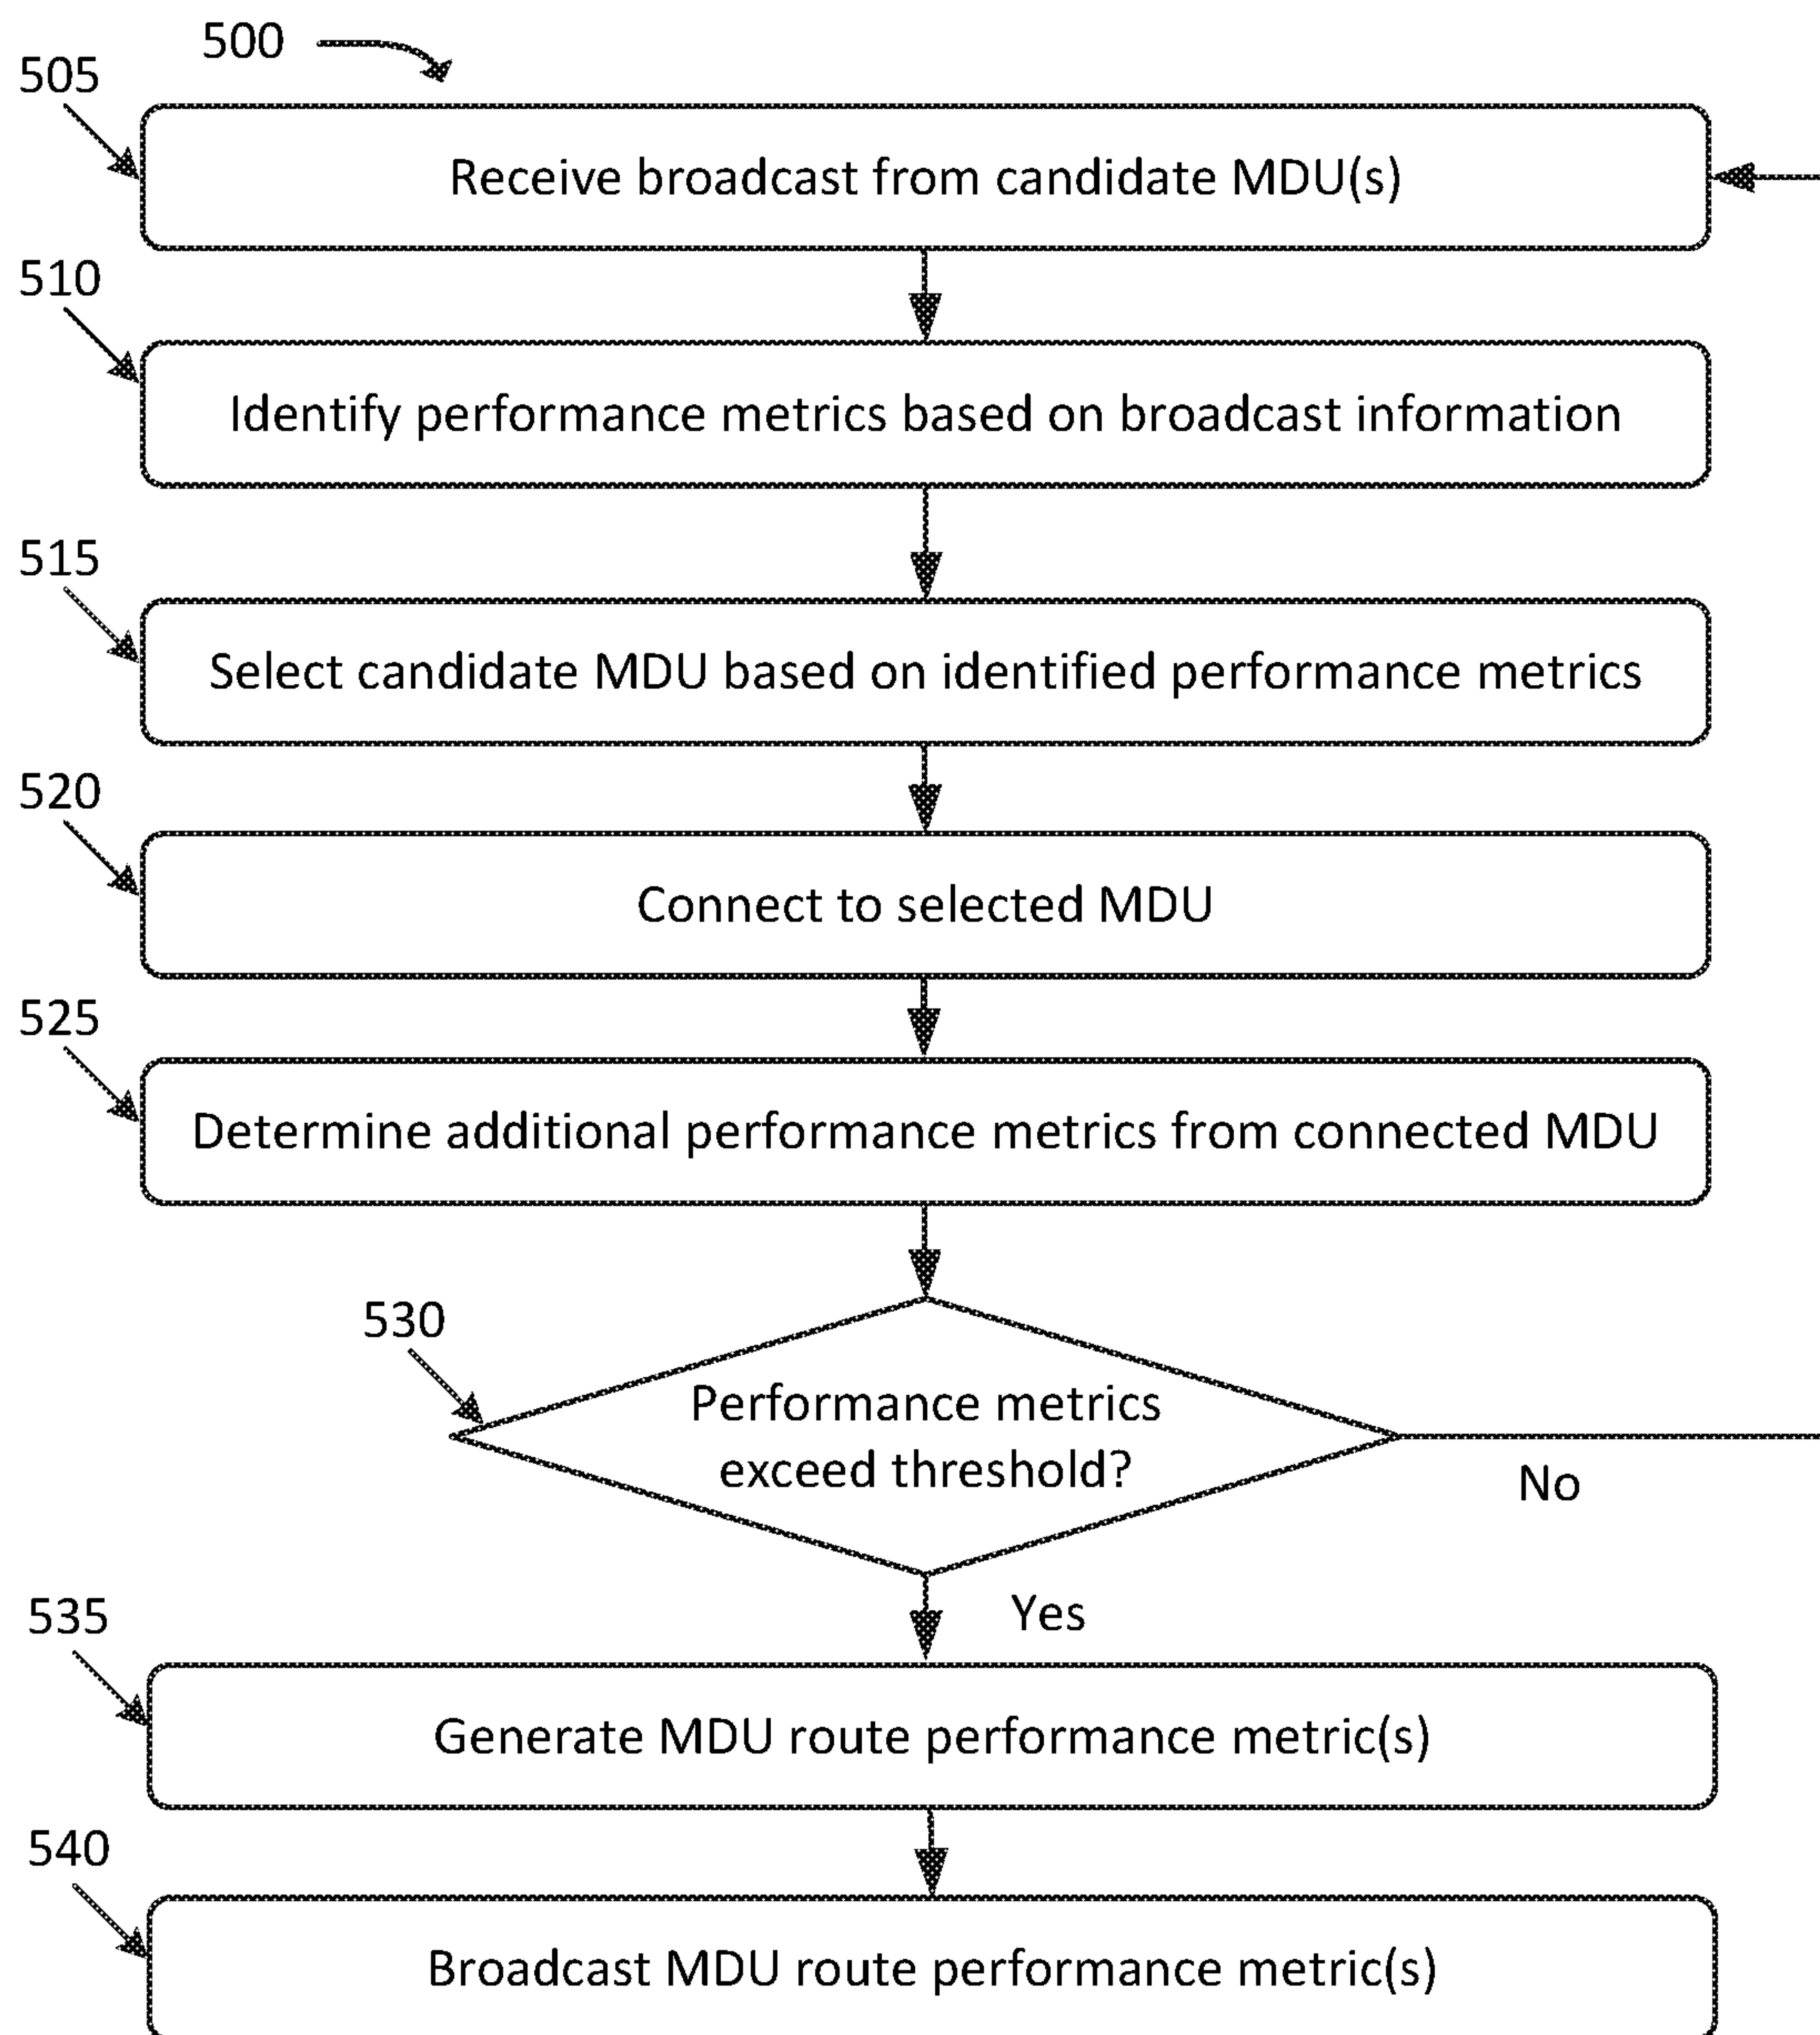 500
505
Receive broadcast from candidate MDU(s)
510
Identify performance metrics based on broadcast information
515
Select candidate MDU based on identified performance metrics
520
Connect to selected MDU
525
Determine additional performance metrics from connected MDU
530
Performance metrics
exceed threshold?
No
Yes
535
Generate MDU route performance metric(s)
540
Broadcast MDU route performance metric(s)